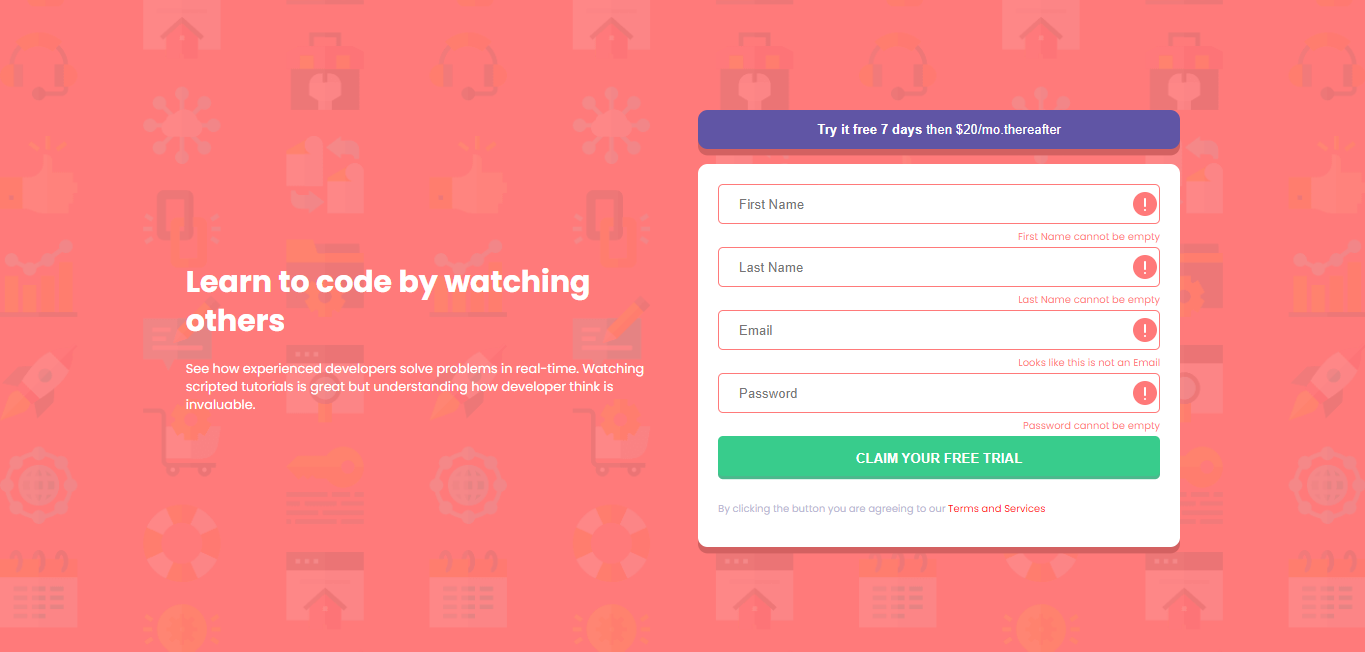 Learn to code by watching
others
See how experienced developers solve problems in real-time. Watching
scripted tutorials is great but understanding how developer think is
invaluable.
Try it free 7 days then $20/mo.thereafter
First Name
First Name cannot be empty
Last Name
Last Name cannot be empty
Email
Looks like this is not an Email
Password
Password cannot be empty
CLAIM YOUR FREE TRIAL
By clicking the button you are agreeing to our Terms and Services